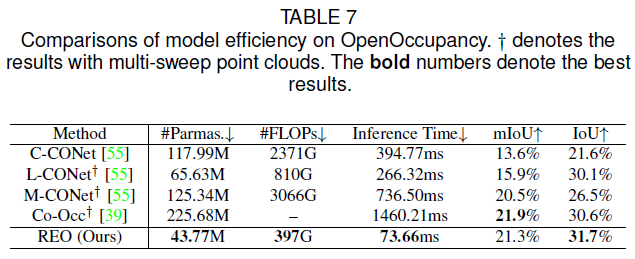 TABLE 7
Comparisons of model efficiency on OpenOccupancy. † denotes the
results with multi-sweep point clouds. The bold numbers denote the best
results.
Method #Parmas.↓ #FLOPs↓ Inference Time↓ mIoU↑ IoU↑
C-CONet [55] 117.99M 2371G 394.77ms 13.6% 21.6%
L-CONet† [55] 65.63M 810G 266.32ms 15.9% 30.1%
M-CONet† [55] 125.34M 3066G 736.50ms 20.5% 26.5%
Co-Occ† [39] 225.68M – 1460.21ms 21.9% 30.6%
REO (Ours) 43.77M 397G 73.66ms 21.3% 31.7%